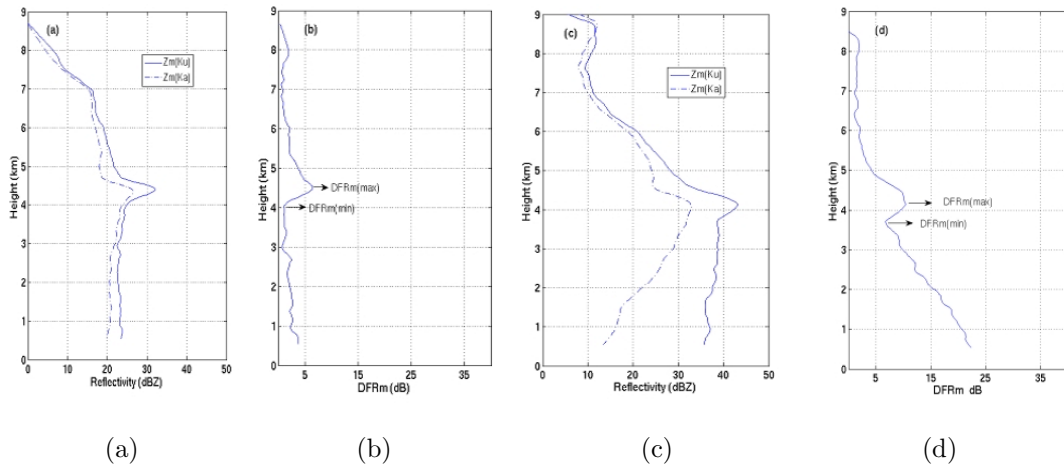 (a)
Zm[Ku]
Zm[Ka]
Height (km)
9
8
7
6
5
4
3
2
1
0
0 10 20 30 40 50
Reflectivity (dBZ)
(b)
DFRm(max)
DFRm(min)
Height (km)
9
8
7
6
5
4
3
2
1
0
5 15 25 35
DFRm (dB)
(c)
Zm[Ku]
Zm[Ka]
Height (km)
9
8
7
6
5
4
3
2
1
0
0 10 20 30 40 50
Reflectivity (dBZ)
(d)
DFRm(max)
DFRm(min)
Height (km)
9
8
7
6
5
4
3
2
1
0
5 15 25 35
DFRm dB
(a) (b) (c) (d)